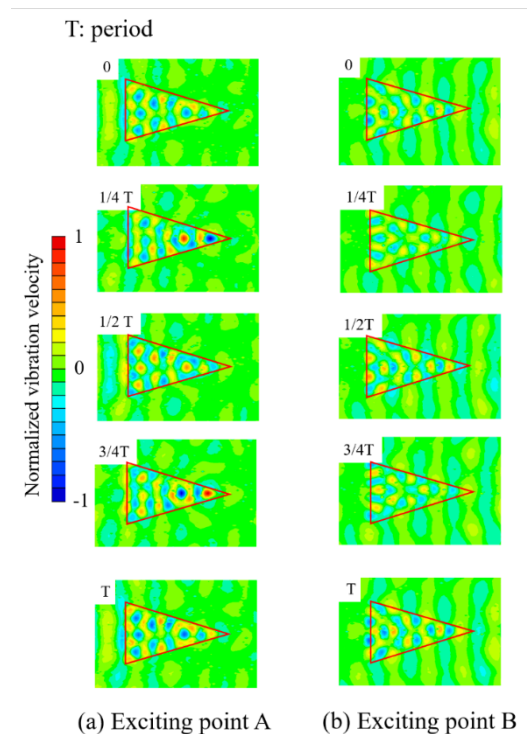 T: period
0
0
1/4 T
1/4T
1
Normalized vibration velocity
0
-1
1/2 T
1/2T
3/4T
3/4T
T
T
(a) Exciting point A
(b) Exciting point B